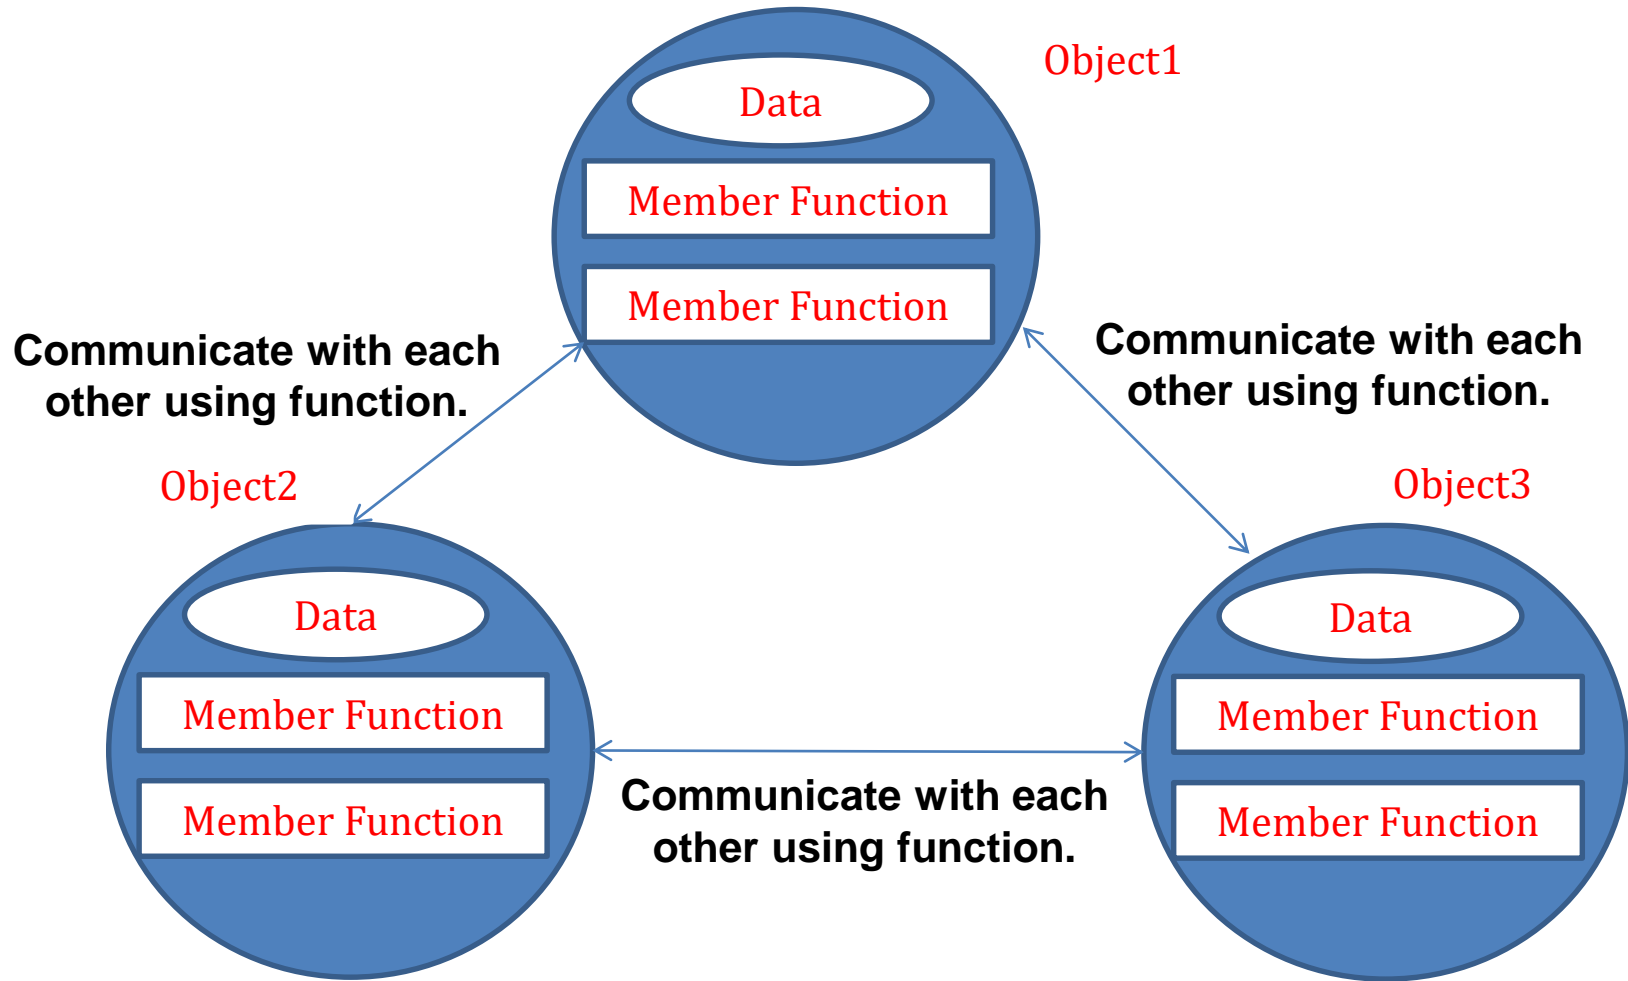 Object1
Data
Member Function
Member Function
Communicate with each
other using function.
Communicate with each
other using function.
Object2
Object3
Data
Member Function
Member Function
Data
Member Function
Member Function
Communicate with each
other using function.